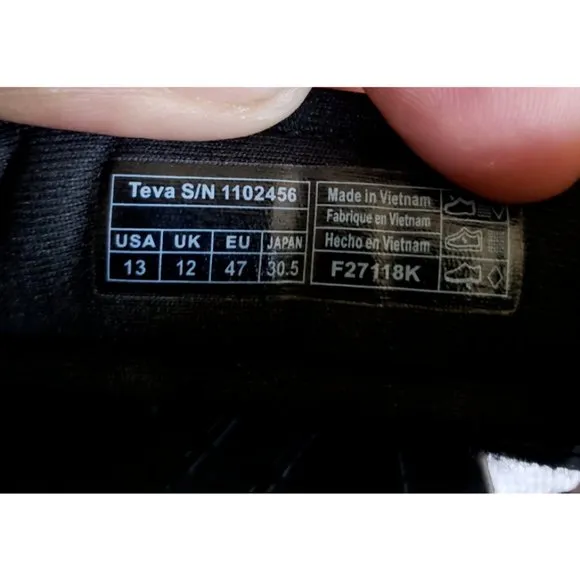 Teva S/N 1102456
USA UK EU JAPAN
13 12 47 30.5
Made in Vietnam
Fabrique en Vietnam
Hecho en Vietnam
F27118K